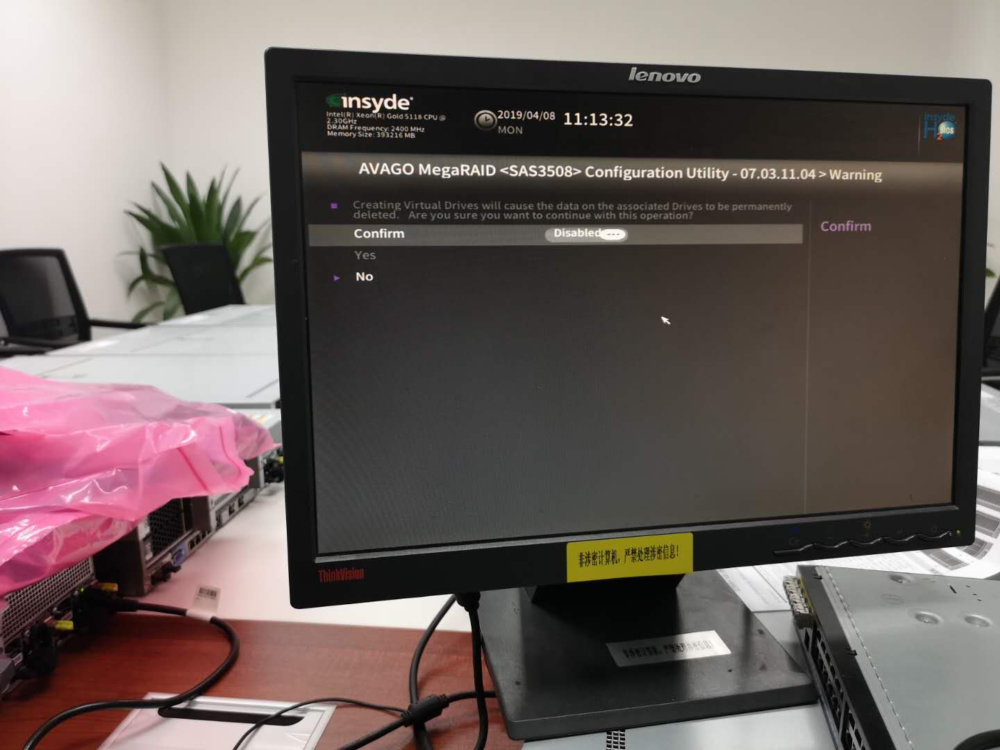 lenovo
insyde
Intel(R) Xeon(R) Gold 5118 CPU @
2.30GHz
DRAM Frequency: 2400 MHz
Memory Size: 393216 MB
2019/04/08
MON
11:13:32
insyde
H2O
BIOS
AVAGO MegaRAID <SAS3508> Configuration Utility - 07.03.11.04 > Warning
Creating Virtual Drives will cause the data on the associated Drives to be permanently
deleted. Are you sure you want to continue with this operation?
Confirm
Disabled
Confirm
Yes
No
ThinkVision
非涉密计算机，严禁处理涉密信息！
非涉密计算机，严禁处理涉密信息！